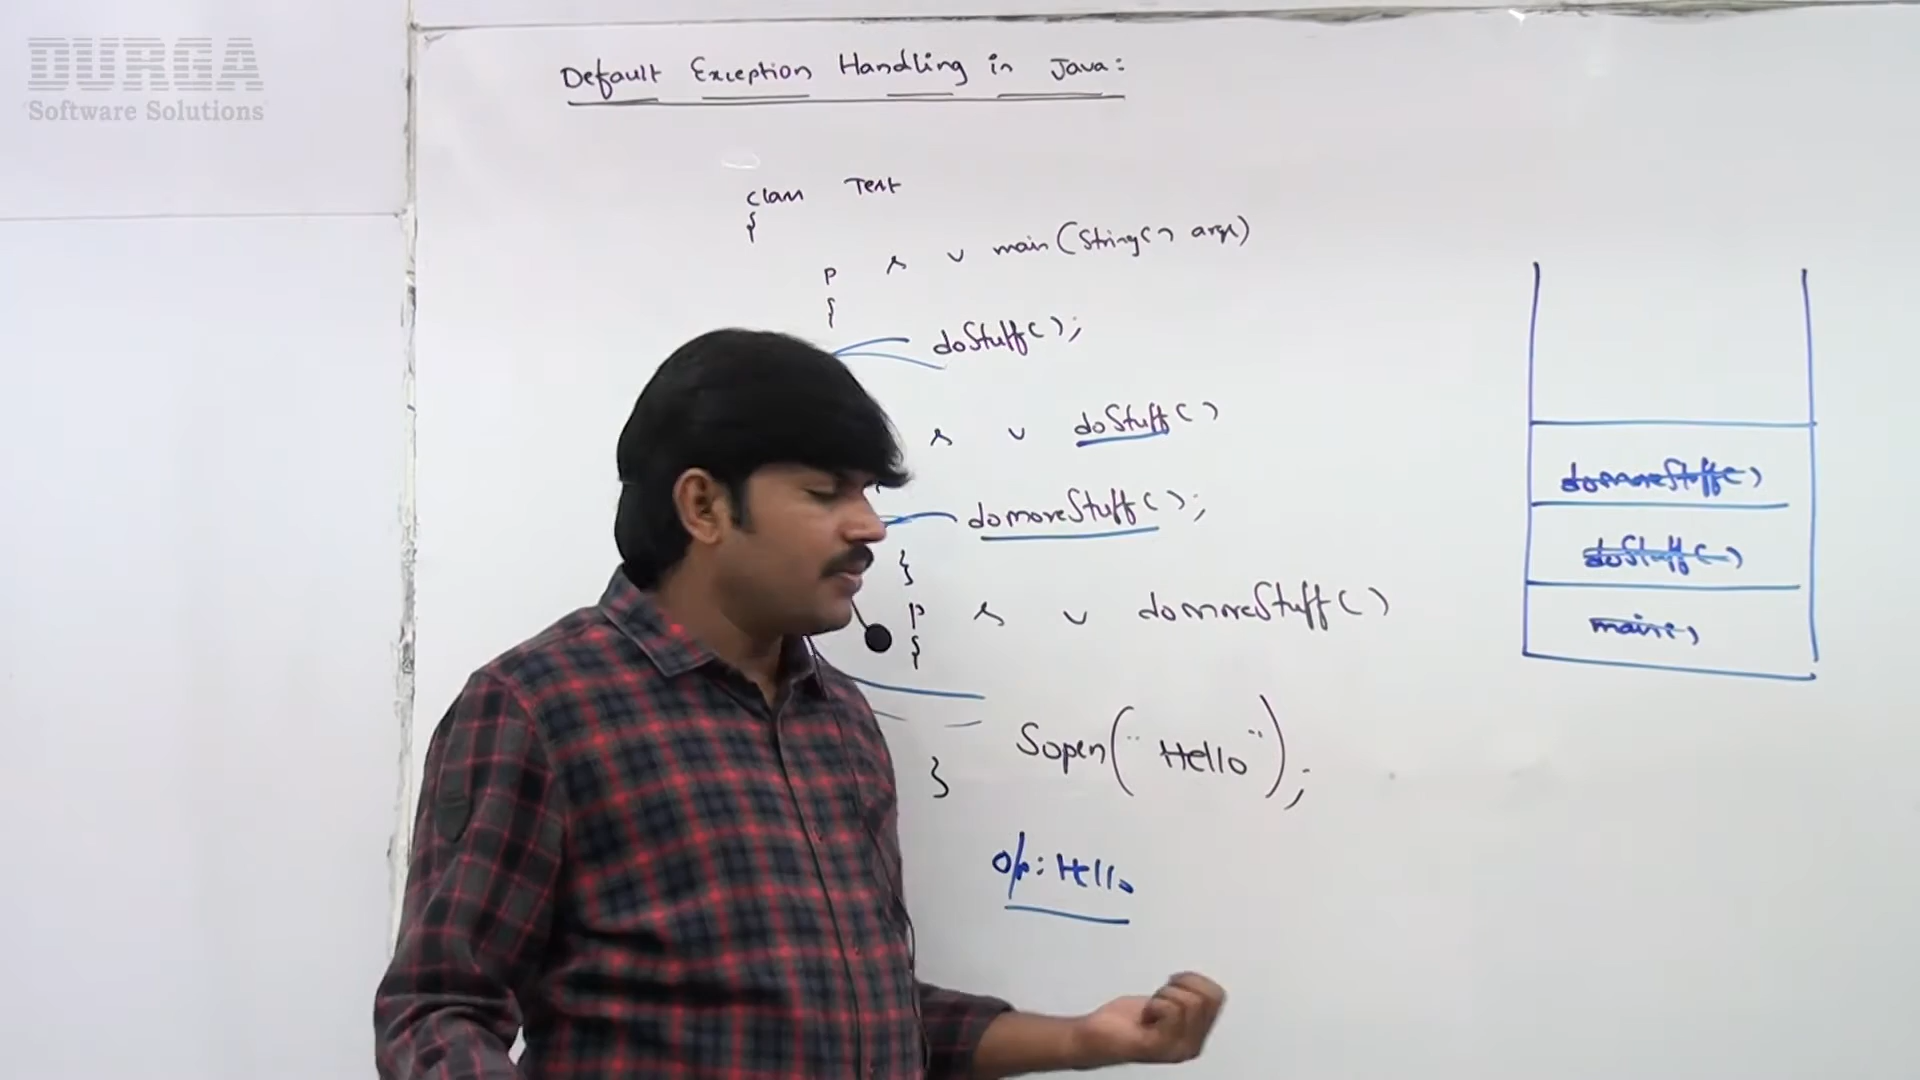 DURGA
Software Solutions
Default Exception Handling in Java:
class Test
{
p s v main(String[] args)
{
doStuff();
s v doStuff()
domoreStuff();
}
p s v domoreStuff()
{
Sopln("Hello");
}
o/p: Hello
domoreStuff()
doStuff()
main()